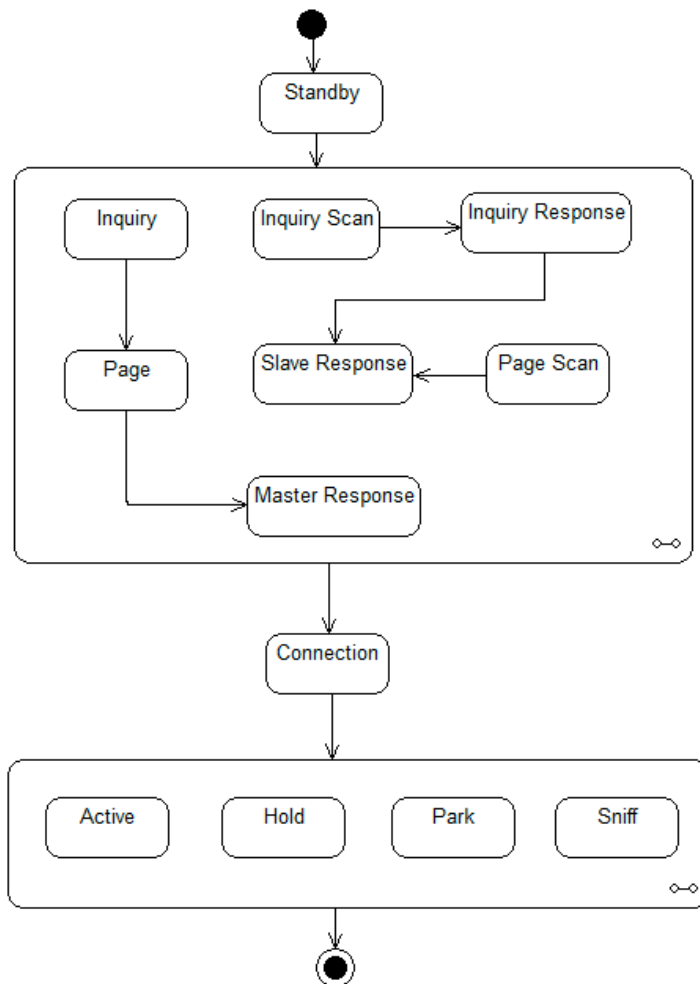 Standby
Inquiry
Inquiry Scan
Inquiry Response
Page
Slave Response
Page Scan
Master Response
Connection
Active
Hold
Park
Sniff